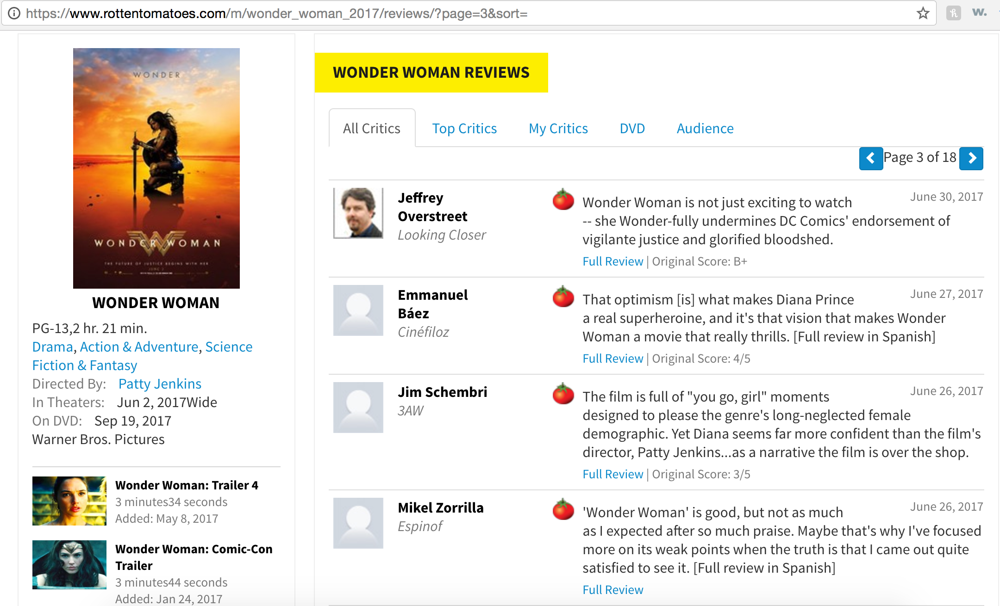 https://www.rottentomatoes.com/m/wonder_woman_2017/reviews/?page=3&sort=
W.
WONDER
WONDER WOMAN
THE FUTURE OF JUSTICE BEGINS WITH HER
JUNE 2
WONDER WOMAN
PG-13,2 hr. 21 min.
Drama, Action & Adventure, Science
Fiction & Fantasy
Directed By: Patty Jenkins
In Theaters: Jun 2, 2017Wide
On DVD: Sep 19, 2017
Warner Bros. Pictures
Wonder Woman: Trailer 4
3 minutes34 seconds
Added: May 8, 2017
Wonder Woman: Comic-Con
Trailer
3 minutes44 seconds
Added: Jan 24, 2017
WONDER WOMAN REVIEWS
All Critics
Top Critics
My Critics
DVD
Audience
Page 3 of 18
Jeffrey
Overstreet
Looking Closer
June 30, 2017
Wonder Woman is not just exciting to watch
-- she Wonder-fully undermines DC Comics' endorsement of
vigilante justice and glorified bloodshed.
Full Review | Original Score: B+
Emmanuel
Báez
Cinéfiloz
June 27, 2017
That optimism [is] what makes Diana Prince
a real superheroine, and it's that vision that makes Wonder
Woman a movie that really thrills. [Full review in Spanish]
Full Review | Original Score: 4/5
Jim Schembri
3AW
June 26, 2017
The film is full of "you go, girl" moments
designed to please the genre's long-neglected female
demographic. Yet Diana seems far more confident than the film's
director, Patty Jenkins...as a narrative the film is over the shop.
Full Review | Original Score: 3/5
Mikel Zorrilla
Espinof
June 26, 2017
'Wonder Woman' is good, but not as much
as I expected after so much praise. Maybe that's why I've focused
more on its weak points when the truth is that I came out quite
satisfied to see it. [Full review in Spanish]
Full Review